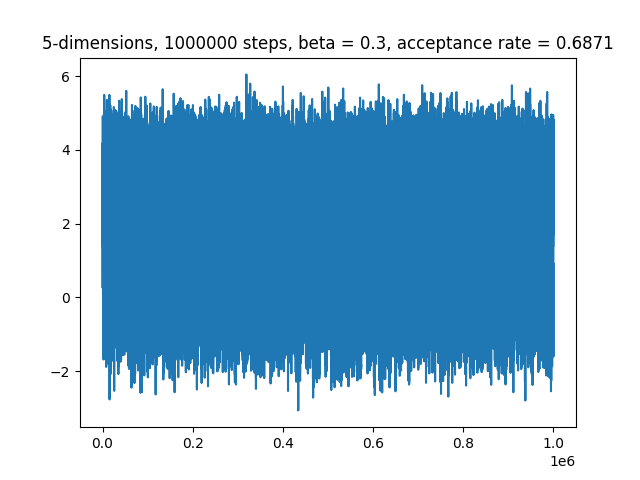 5-dimensions, 1000000 steps, beta = 0.3, acceptance rate = 0.6871
6
4
2
0
−2
0.0 0.2 0.4 0.6 0.8 1.0
1e6